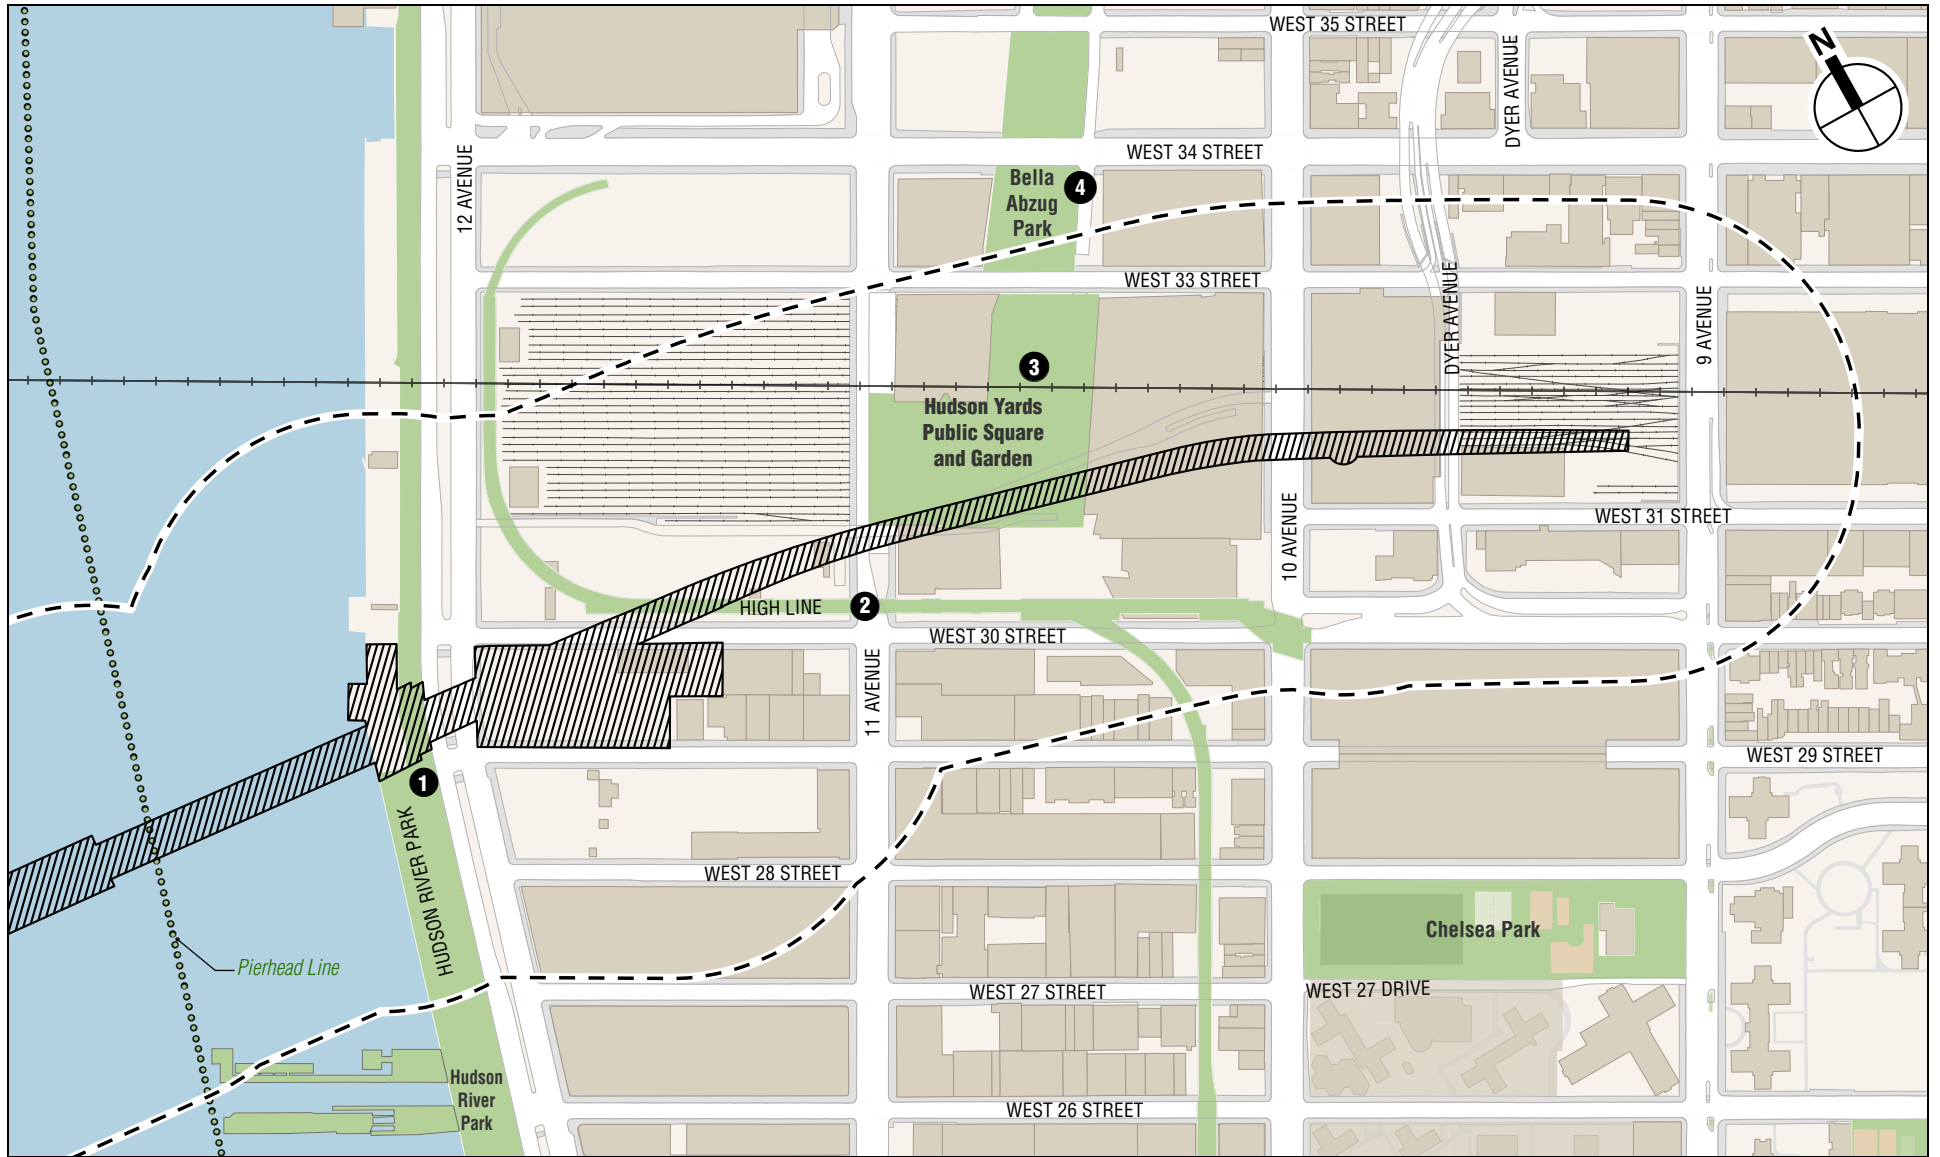 WEST 35 STREET
DYER AVENUE
N
12 AVENUE
WEST 34 STREET
Bella
Abzug
Park
4
WEST 33 STREET
DYER AVENUE
9 AVENUE
3
Hudson Yards
Public Square
and Garden
10 AVENUE
WEST 31 STREET
HIGH LINE
2
WEST 30 STREET
11 AVENUE
1
WEST 29 STREET
HUDSON RIVER PARK
WEST 28 STREET
Chelsea Park
Pierhead Line
WEST 27 STREET
WEST 27 DRIVE
Hudson
River
Park
WEST 26 STREET